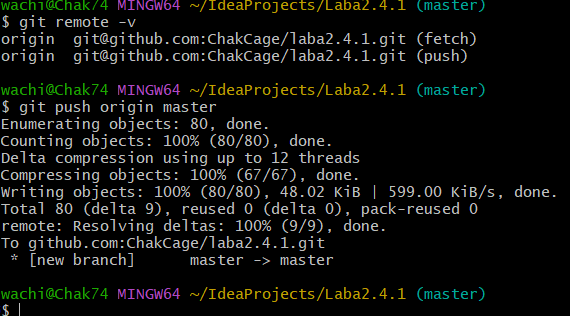 wachi@Chak74 MINGW64 ~/IdeaProjects/Laba2.4.1 (master)
$ git remote -v
origin  git@github.com:ChakCage/laba2.4.1.git (fetch)
origin  git@github.com:ChakCage/laba2.4.1.git (push)

wachi@Chak74 MINGW64 ~/IdeaProjects/Laba2.4.1 (master)
$ git push origin master
Enumerating objects: 80, done.
Counting objects: 100% (80/80), done.
Delta compression using up to 12 threads
Compressing objects: 100% (67/67), done.
Writing objects: 100% (80/80), 48.02 KiB | 599.00 KiB/s, done.
Total 80 (delta 9), reused 0 (delta 0), pack-reused 0
remote: Resolving deltas: 100% (9/9), done.
To github.com:ChakCage/laba2.4.1.git
 * [new branch]      master -> master

wachi@Chak74 MINGW64 ~/IdeaProjects/Laba2.4.1 (master)
$